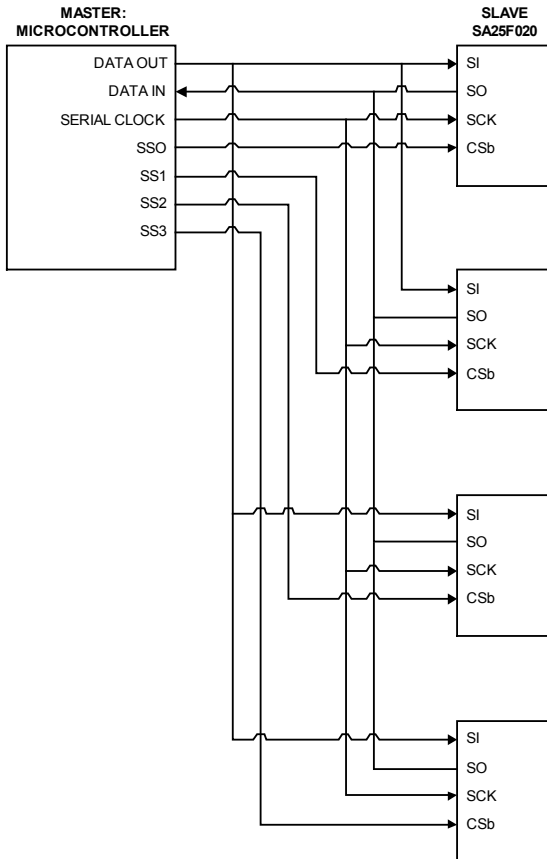 MASTER:
MICROCONTROLLER
SLAVE
SA25F020
DATA OUT
DATA IN
SERIAL CLOCK
SSO
SS1
SS2
SS3
SI
SO
SCK
CSb
SI
SO
SCK
CSb
SI
SO
SCK
CSb
SI
SO
SCK
CSb